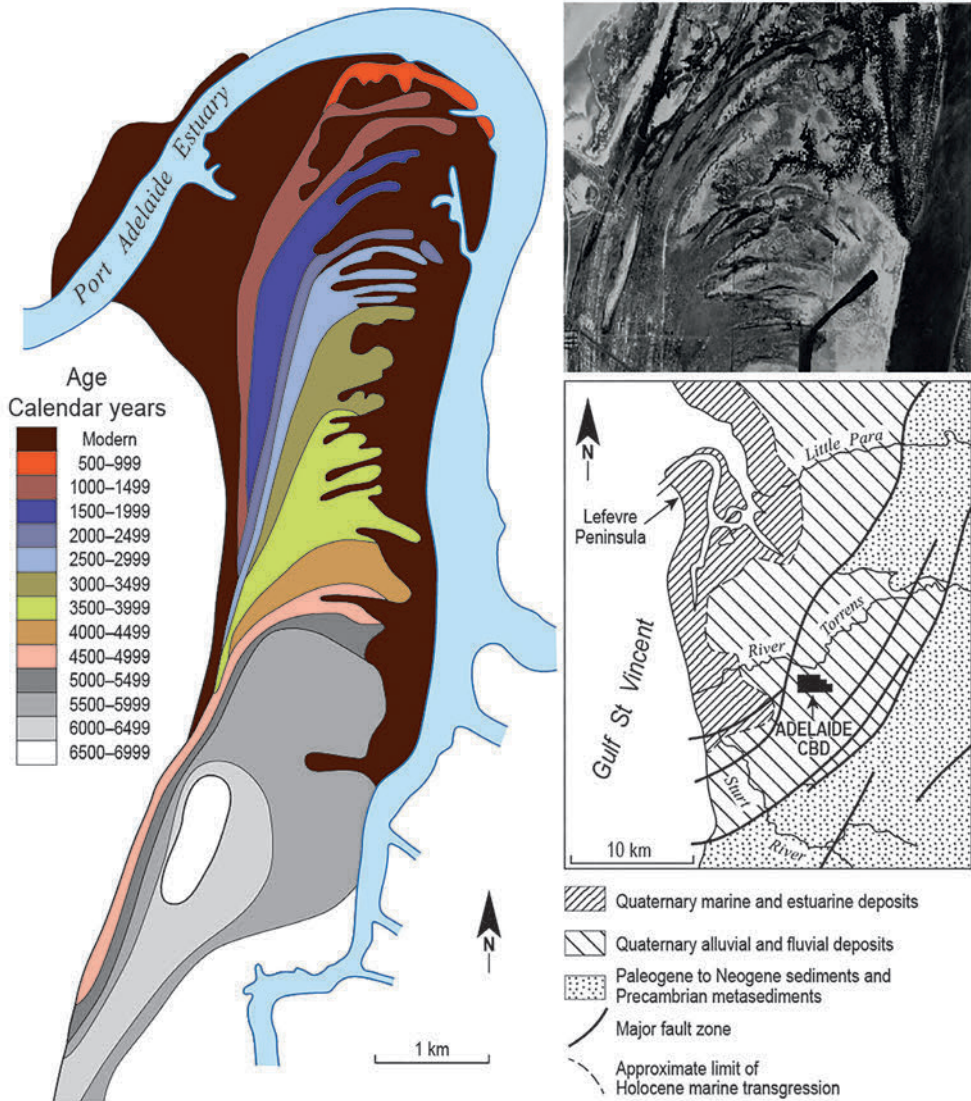 Port Adelaide Estuary
Age
Calendar years
Modern
500–999
1000–1499
1500–1999
2000–2499
2500–2999
3000–3499
3500–3999
4000–4499
4500–4999
5000–5499
5500–5999
6000–6499
6500–6999
N
1 km
N
Little Para
Lefevre
Peninsula
River Torrens
Gulf St Vincent
ADELAIDE
CBD
Sturt
River
10 km
Quaternary marine and estuarine deposits
Quaternary alluvial and fluvial deposits
Paleogene to Neogene sediments and
Precambrian metasediments
Major fault zone
Approximate limit of
Holocene marine transgression